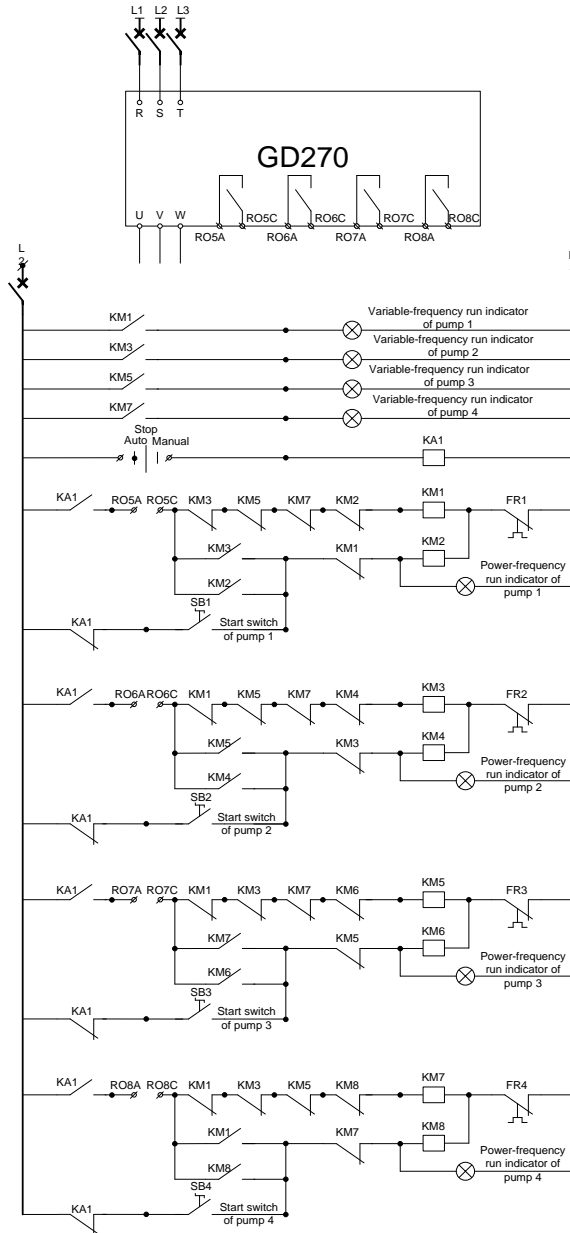 L1 L2 L3
R S T
GD270
U V W
RO5C RO6C RO7C RO8C
RO5A RO6A RO7A RO8A
L
2
KM1
Variable-frequency run indicator
of pump 1
KM3
Variable-frequency run indicator
of pump 2
KM5
Variable-frequency run indicator
of pump 3
KM7
Variable-frequency run indicator
of pump 4
Stop
Auto Manual
KA1
KA1 RO5A RO5C KM3 KM5 KM7 KM2 KM1 FR1
KM3 KM1 KM2
KM2
Power-frequency
run indicator of
pump 1
SB1
KA1
Start switch
of pump 1
KA1 RO6A RO6C KM1 KM5 KM7 KM4 KM3 FR2
KM5 KM3 KM4
KM4
Power-frequency
run indicator of
pump 2
SB2
KA1
Start switch
of pump 2
KA1 RO7A RO7C KM1 KM3 KM7 KM6 KM5 FR3
KM7 KM5 KM6
KM6
Power-frequency
run indicator of
pump 3
SB3
KA1
Start switch
of pump 3
KA1 RO8A RO8C KM1 KM3 KM5 KM8 KM7 FR4
KM1 KM7 KM8
KM8
Power-frequency
run indicator of
pump 4
SB4
KA1
Start switch
of pump 4